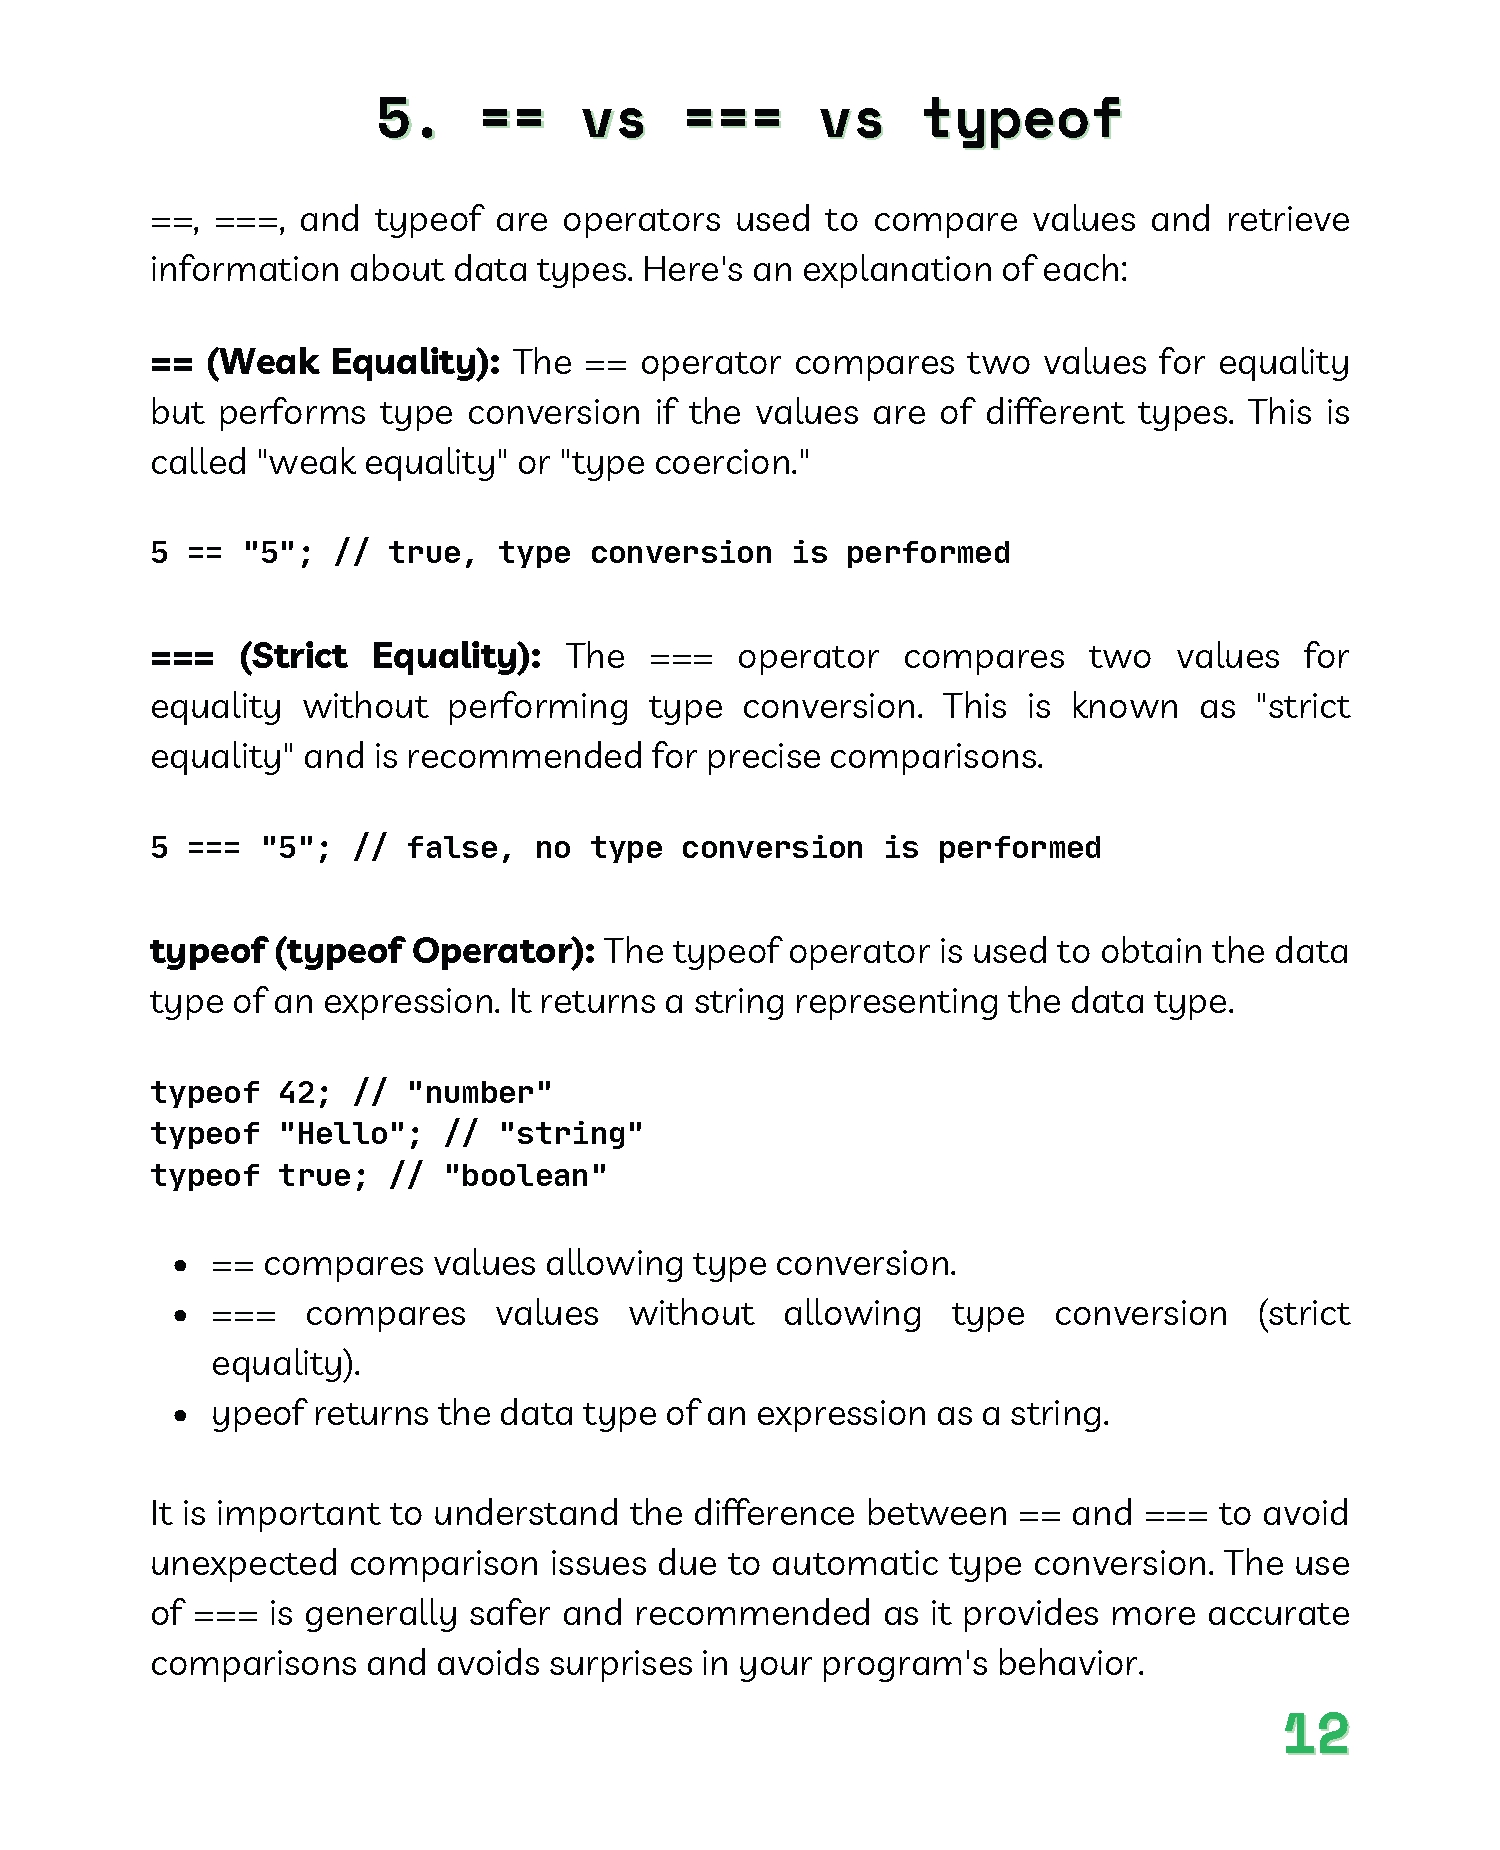 5. == vs === vs typeof
==, ===, and typeof are operators used to compare values and retrieve
information about data types. Here's an explanation of each:
== (Weak Equality): The == operator compares two values for equality
but performs type conversion if the values are of different types. This is
called "weak equality" or "type coercion."
5 == "5"; // true, type conversion is performed
=== (Strict Equality): The === operator compares two values for
equality without performing type conversion. This is known as "strict
equality" and is recommended for precise comparisons.
5 === "5"; // false, no type conversion is performed
typeof (typeof Operator): The typeof operator is used to obtain the data
type of an expression. It returns a string representing the data type.
typeof 42; // "number"
typeof "Hello"; // "string"
typeof true; // "boolean"
• == compares values allowing type conversion.
• === compares values without allowing type conversion (strict
equality).
• ypeof returns the data type of an expression as a string.
It is important to understand the difference between == and === to avoid
unexpected comparison issues due to automatic type conversion. The use
of === is generally safer and recommended as it provides more accurate
comparisons and avoids surprises in your program's behavior.
12